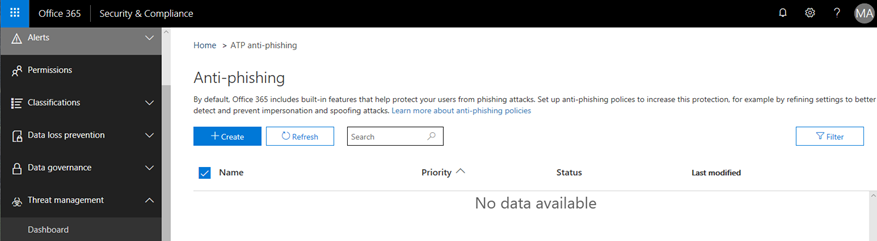 Office 365 Security & Compliance ? MA
Alerts
Permissions
Classifications
Data loss prevention
Data governance
Threat management
Dashboard
Home > ATP anti-phishing
Anti-phishing
By default, Office 365 includes built-in features that help protect your users from phishing attacks. Set up anti-phishing polices to increase this protection, for example by refining settings to better
detect and prevent impersonation and spoofing attacks. Learn more about anti-phishing policies
+ Create Refresh Search Filter
Name Priority Status Last modified
No data available